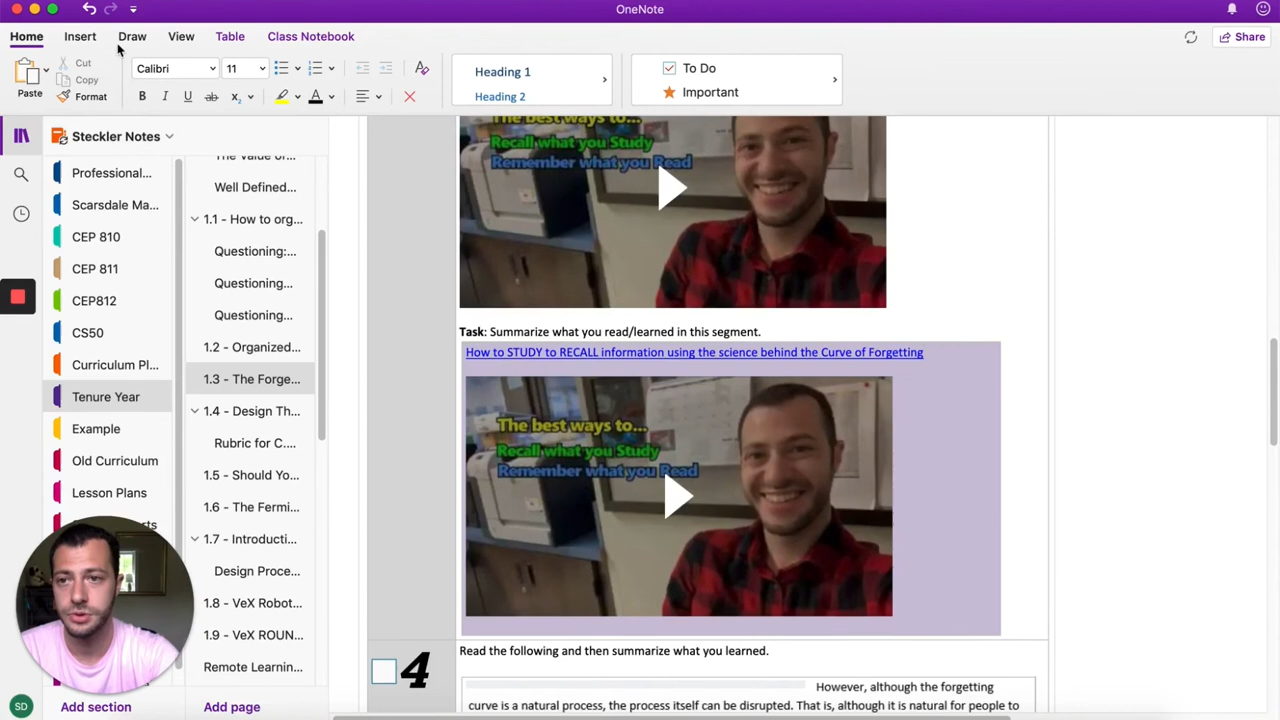 OneNote
Home Insert Draw View Table Class Notebook
Share
Paste
Cut
Copy
Format
Calibri
11
Heading 1
Heading 2
To Do
Important
Steckler Notes
Professional...
Scarsdale Ma...
CEP 810
CEP 811
CEP812
CS50
Curriculum Pl...
Tenure Year
Example
Old Curriculum
Lesson Plans
Add section
The Value of...
Well Defined...
1.1 - How to org...
Questioning:...
Questioning...
Questioning...
1.2 - Organized...
1.3 - The Forge...
1.4 - Design Th...
Rubric for C....
1.5 - Should Yo...
1.6 - The Fermi...
1.7 - Introducti...
Design Proce...
1.8 - VeX Robot...
1.9 - VeX ROUN...
Remote Learnin...
Add page
The best ways to...
Recall what you Study
Remember what you Read
Task: Summarize what you read/learned in this segment.
How to STUDY to RECALL information using the science behind the Curve of Forgetting
The best ways to...
Recall what you Study
Remember what you Read
4
Read the following and then summarize what you learned.
However, although the forgetting
curve is a natural process, the process itself can be disrupted. That is, although it is natural for people to
SD